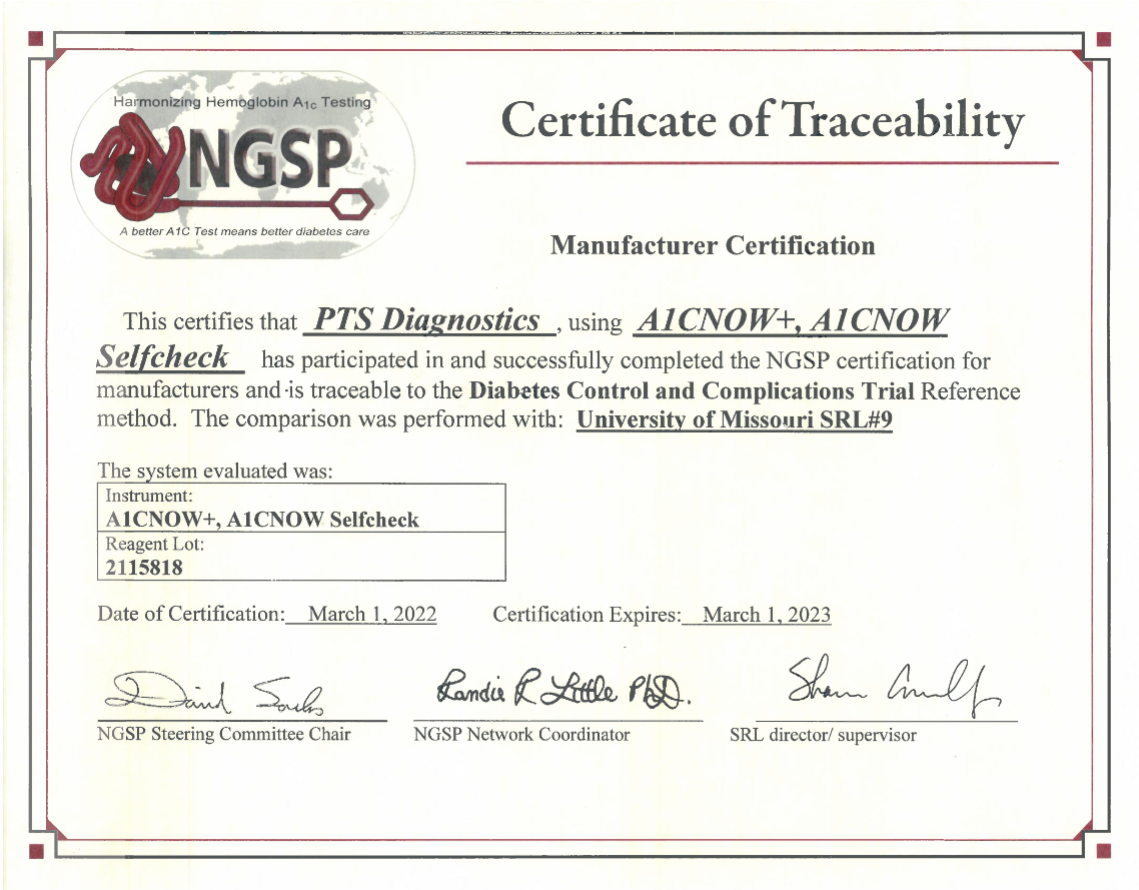 Harmonizing Hemoglobin A1c Testing
NGSP
A better A1C Test means better diabetes care
Certificate of Traceability
Manufacturer Certification
This certifies that PTS Diagnostics , using A1CNOW+, A1CNOW
Selfcheck has participated in and successfully completed the NGSP certification for
manufacturers and is traceable to the Diabetes Control and Complications Trial Reference
method. The comparison was performed with: University of Missouri SRL#9
The system evaluated was:
Instrument:
A1CNOW+, A1CNOW Selfcheck
Reagent Lot:
2115818
Date of Certification: March 1, 2022 Certification Expires: March 1, 2023
David Sacks Randie R Little PhD.
NGSP Steering Committee Chair NGSP Network Coordinator SRL director/ supervisor